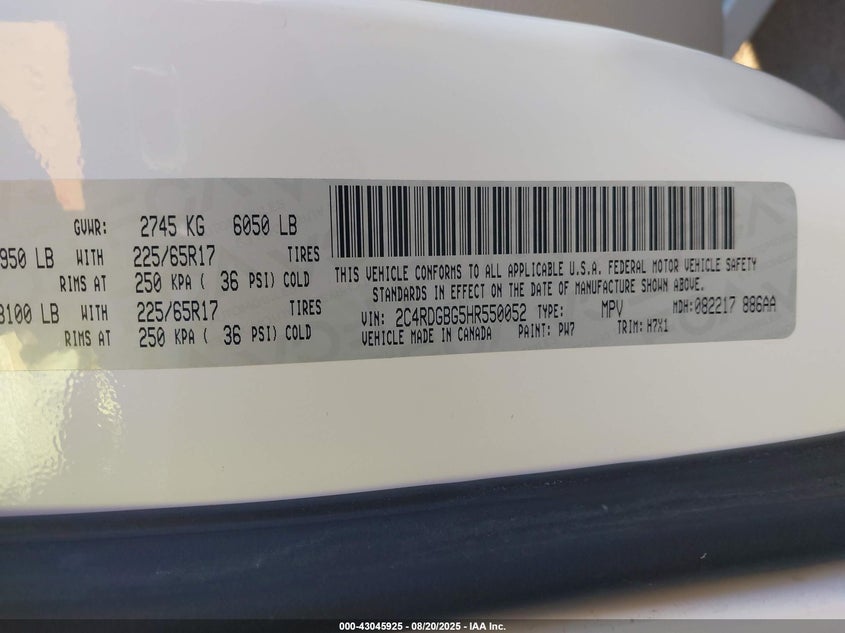 GVWR: 2745 KG 6050 LB
950 LB WITH 225/65R17 TIRES
RIMS AT 250 KPA ( 36 PSI) COLD
3100 LB WITH 225/65R17 TIRES
RIMS AT 250 KPA ( 36 PSI) COLD
THIS VEHICLE CONFORMS TO ALL APPLICABLE U.S.A. FEDERAL MOTOR VEHICLE SAFETY
STANDARDS IN EFFECT ON THE DATE OF MANUFACTURE SHOWN ABOVE.
VIN: 2C4RDGBG5HR550052 TYPE: MPV MDH: 082217 886AA
VEHICLE MADE IN CANADA PAINT: PW7 TRIM: H7X1
000-43045925 - 08/20/2025 - IAA Inc.